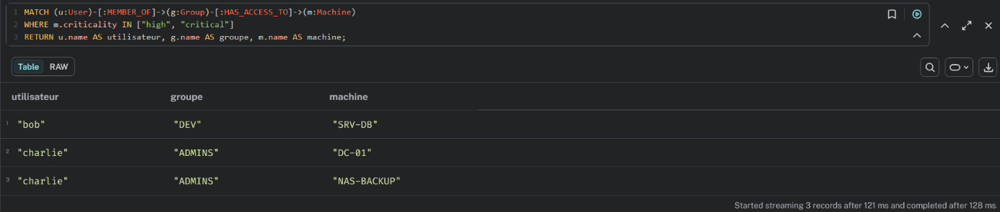 1 MATCH (u:User)-[:MEMBER_OF]->(g:Group)-[:HAS_ACCESS_TO]->(m:Machine)
2 WHERE m.criticality IN ["high", "critical"]
3 RETURN u.name AS utilisateur, g.name AS groupe, m.name AS machine;
Table RAW
utilisateur groupe machine
1 "bob" "DEV" "SRV-DB"
2 "charlie" "ADMINS" "DC-01"
3 "charlie" "ADMINS" "NAS-BACKUP"
Started streaming 3 records after 121 ms and completed after 128 ms.